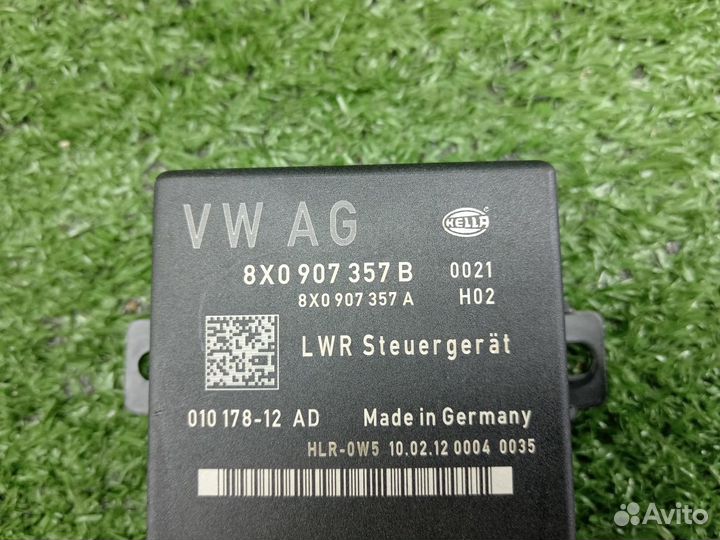 VW AG
HELLA
8X0 907 357 B 0021
8X0 907 357 A H02
LWR Steuergerät
010 178-12 AD Made in Germany
HLR-0W5 10.02.12 0004 0035
Avito